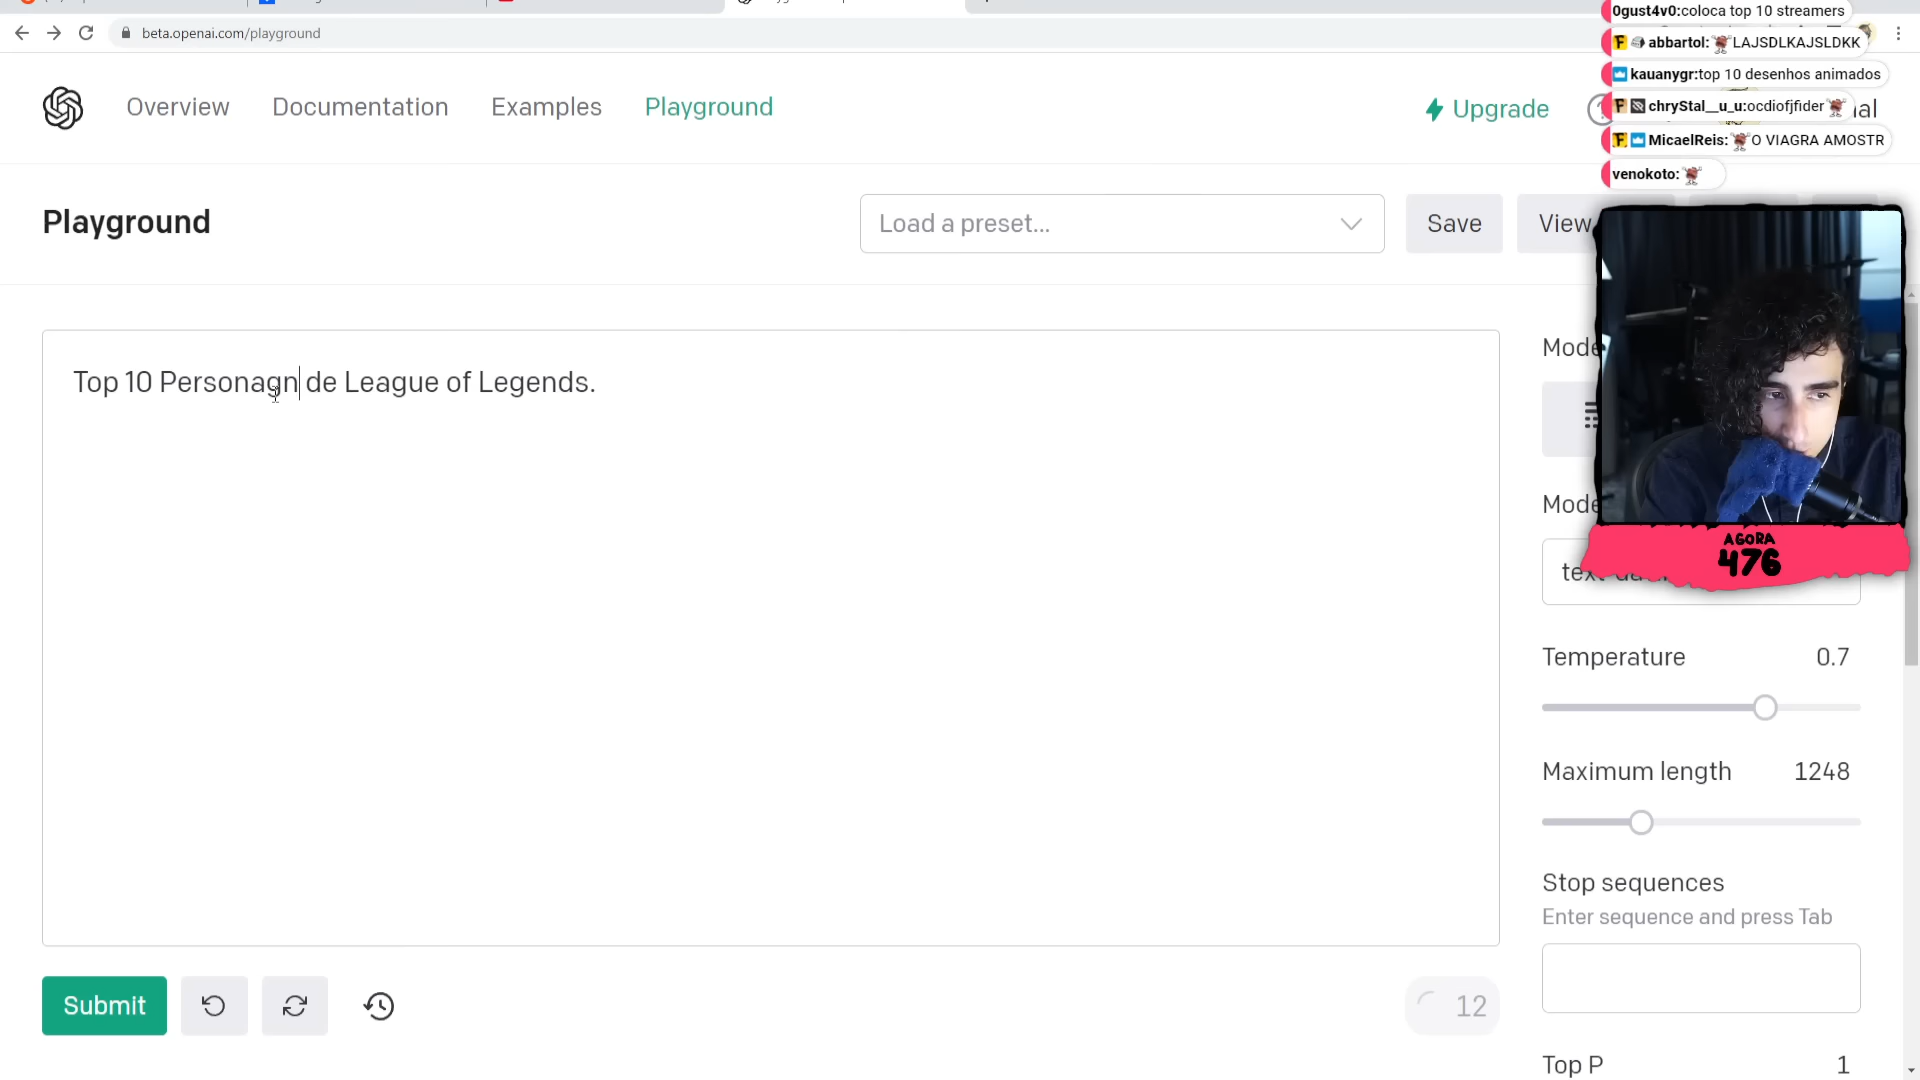 beta.openai.com/playground
Overview
Documentation
Examples
Playground
Upgrade
al
0gust4v0:coloca top 10 streamers
abbartol: LAJSDLKAJSLDKK
kauanygr:top 10 desenhos animados
chryStal__u_u:ocdiofjfider
MicaelReis: O VIAGRA AMOSTR
venokoto:
Playground
Load a preset...
Save
View
Top 10 Personagn de League of Legends.
Mode
AGORA
476
Mode
Temperature 0.7
Maximum length 1248
Stop sequences
Enter sequence and press Tab
Submit
12
Top P 1